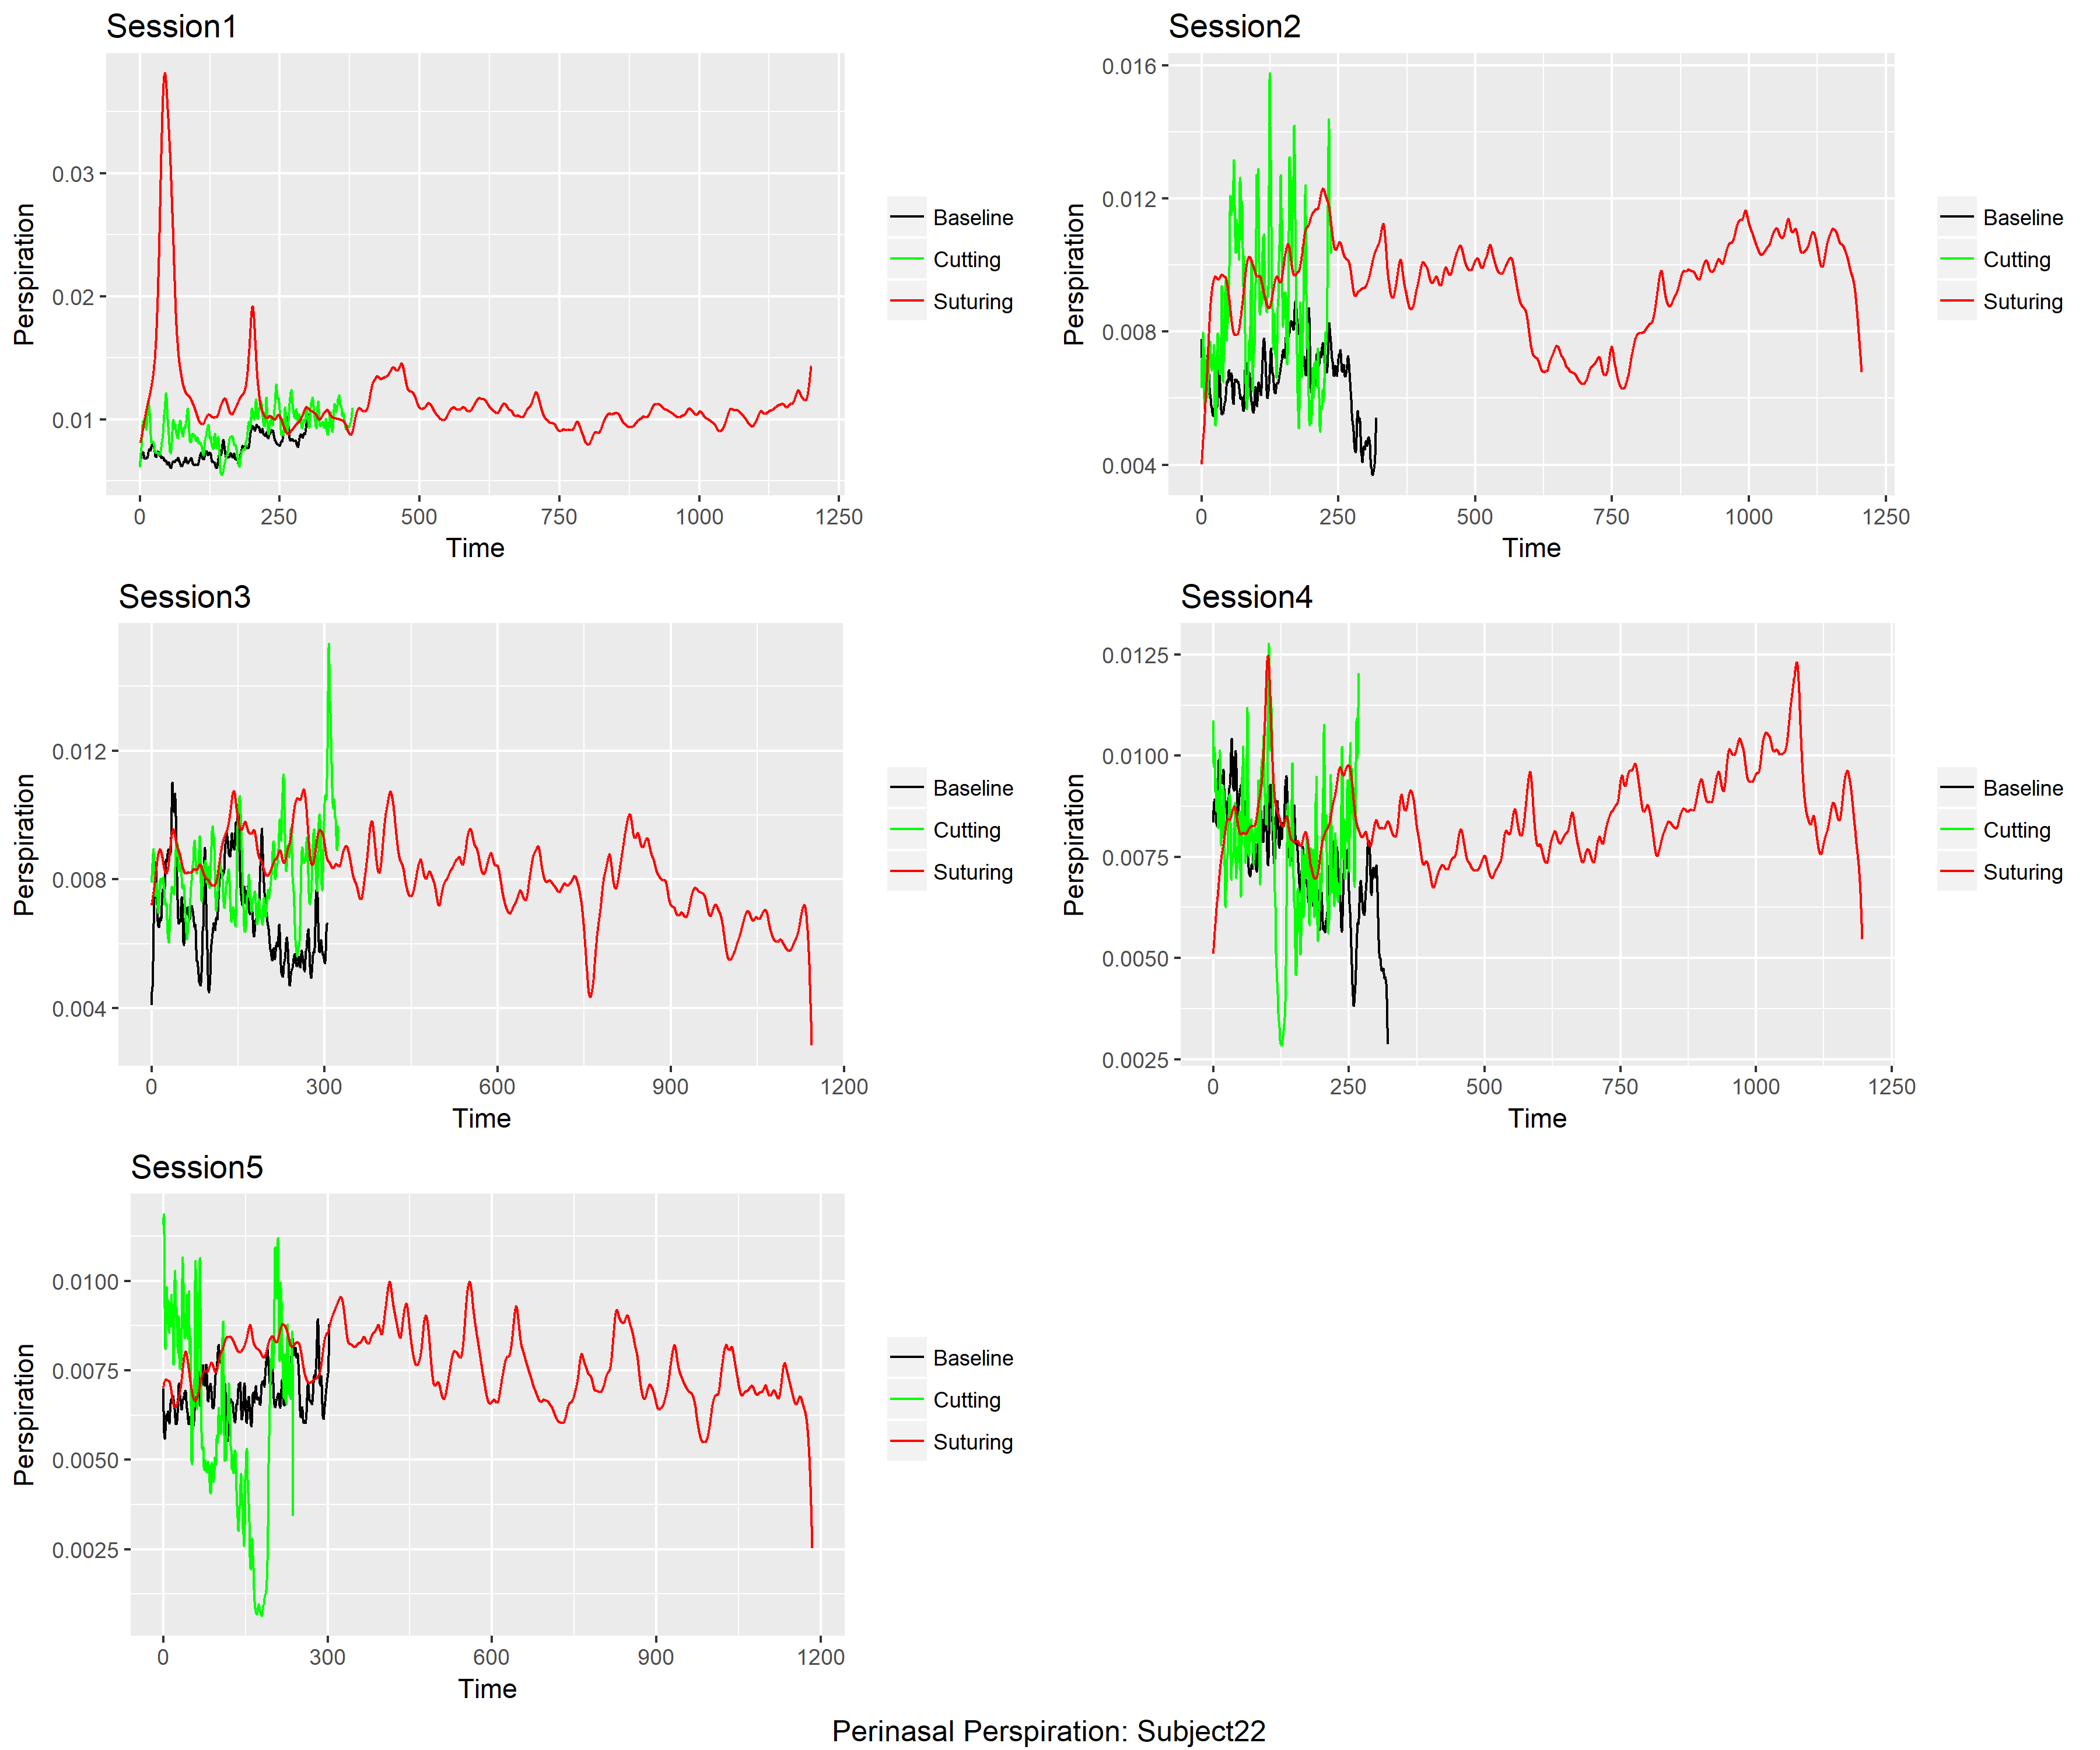 Session1
0.03
0.02
0.01
Perspiration
0 250 500 750 1000 1250
Time
Baseline
Cutting
Suturing
Session2
0.016
0.012
0.008
0.004
Perspiration
0 250 500 750 1000 1250
Time
Baseline
Cutting
Suturing
Session3
0.012
0.008
0.004
Perspiration
0 300 600 900 1200
Time
Baseline
Cutting
Suturing
Session4
0.0125
0.0100
0.0075
0.0050
0.0025
Perspiration
0 250 500 750 1000 1250
Time
Baseline
Cutting
Suturing
Session5
0.0100
0.0075
0.0050
0.0025
Perspiration
0 300 600 900 1200
Time
Baseline
Cutting
Suturing
Perinasal Perspiration: Subject22